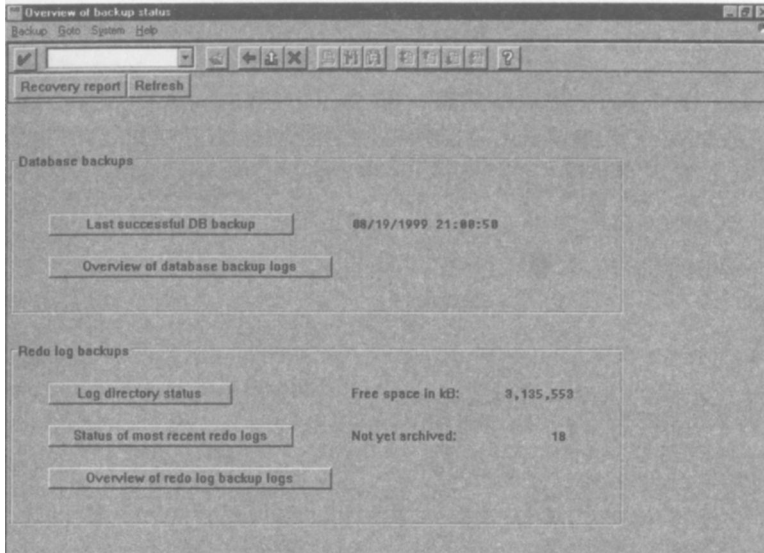 Overview of backup status
Backup Goto System Help
Recovery report Refresh
Database backups
Last successful DB backup 08/19/1999 21:00:50
Overview of database backup logs
Redo log backups
Log directory status Free space in kB: 3,135,553
Status of most recent redo logs Not yet archived: 18
Overview of redo log backup logs